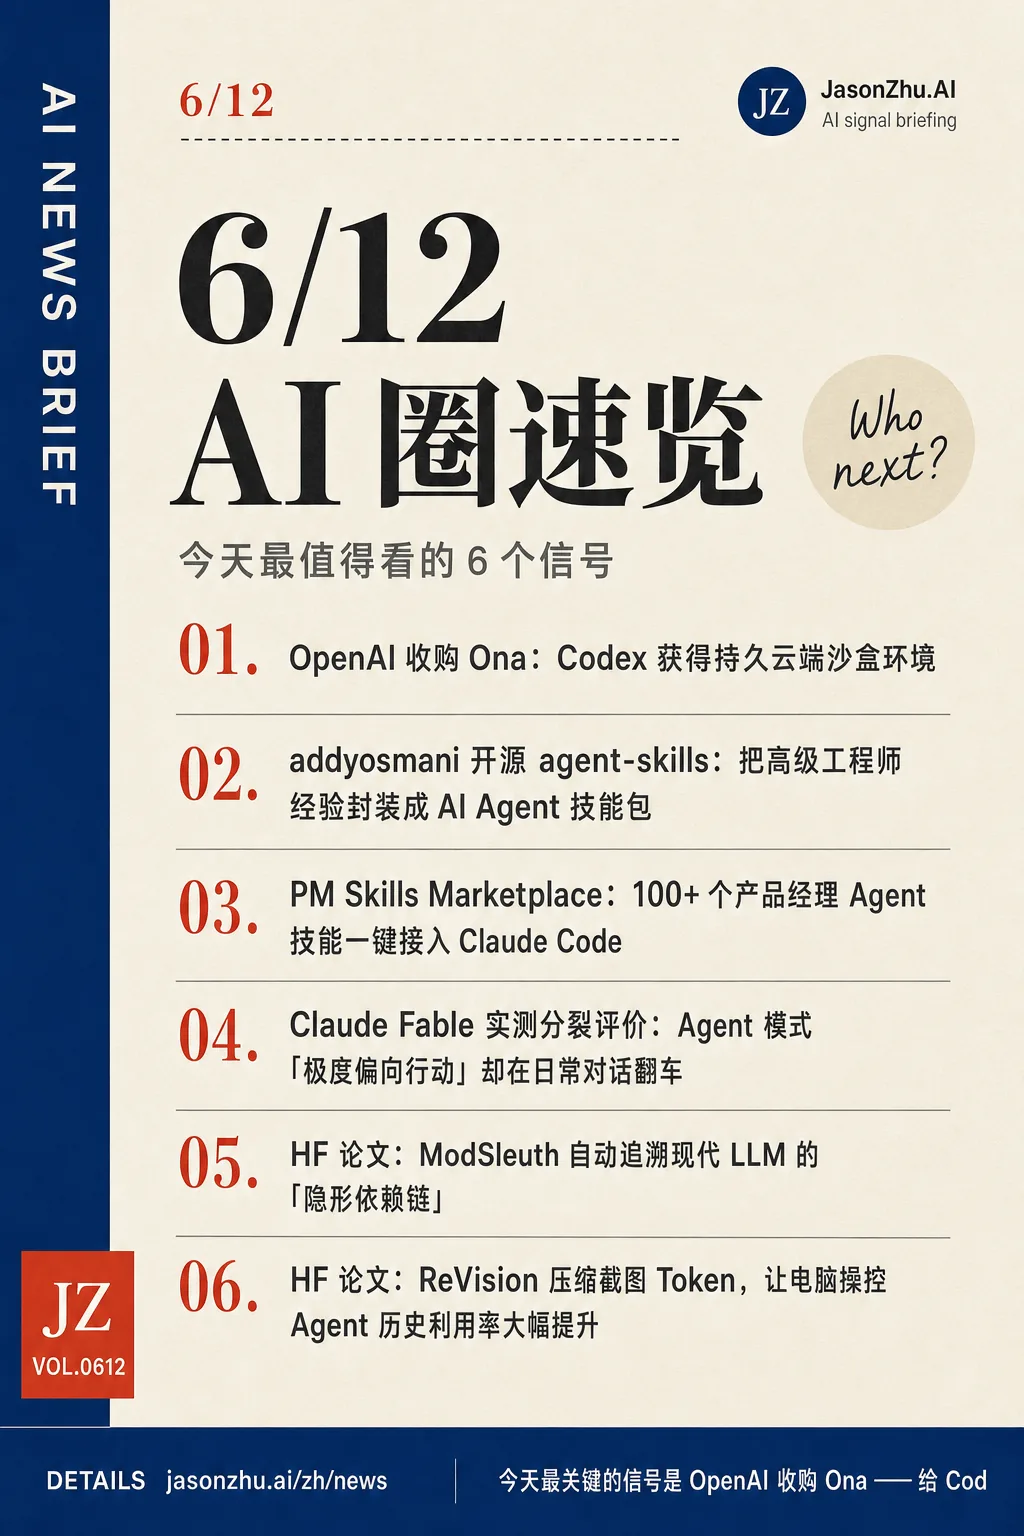 AI NEWS BRIEF
6/12
JZ
JasonZhu.AI
AI signal briefing
6/12
AI 圈速览
Who
next?
今天最值得看的 6 个信号
01.
OpenAI 收购 Ona：Codex 获得持久云端沙盒环境
02.
addyosmani 开源 agent-skills：把高级工程师
经验封装成 AI Agent 技能包
03.
PM Skills Marketplace：100+ 个产品经理 Agent
技能一键接入 Claude Code
04.
Claude Fable 实测分裂评价：Agent 模式
「极度偏向行动」却在日常对话翻车
05.
HF 论文：ModSleuth 自动追溯现代 LLM 的
「隐形依赖链」
06.
HF 论文：ReVision 压缩截图 Token，让电脑操控
Agent 历史利用率大幅提升
JZ
VOL.0612
DETAILS jasonzhu.ai/zh/news
今天最关键的信号是 OpenAI 收购 Ona —— 给 Cod